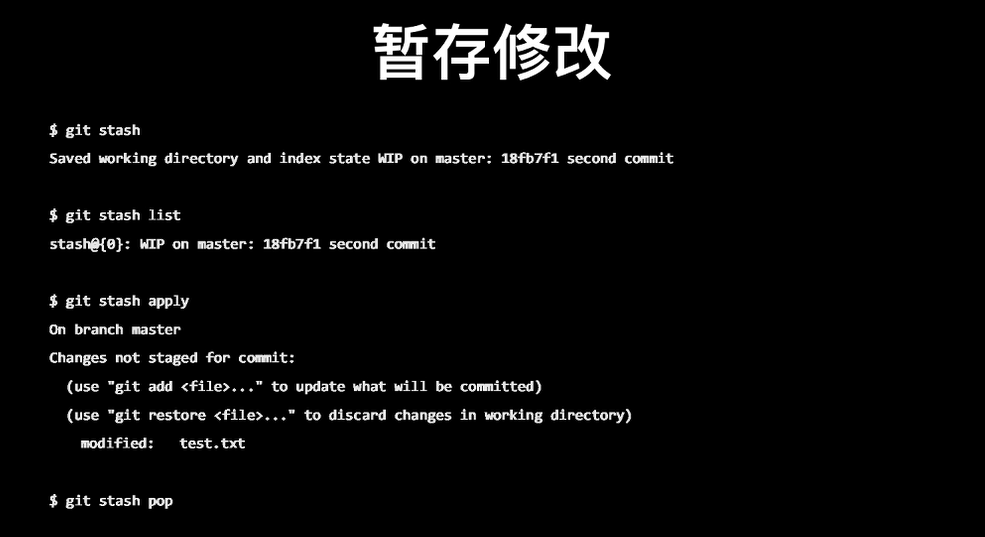 暂存修改
$ git stash
Saved working directory and index state WIP on master: 18fb7f1 second commit
$ git stash list
stash@{0}: WIP on master: 18fb7f1 second commit
$ git stash apply
On branch master
Changes not staged for commit:
(use "git add <file>..." to update what will be committed)
(use "git restore <file>..." to discard changes in working directory)
modified:   test.txt
$ git stash pop